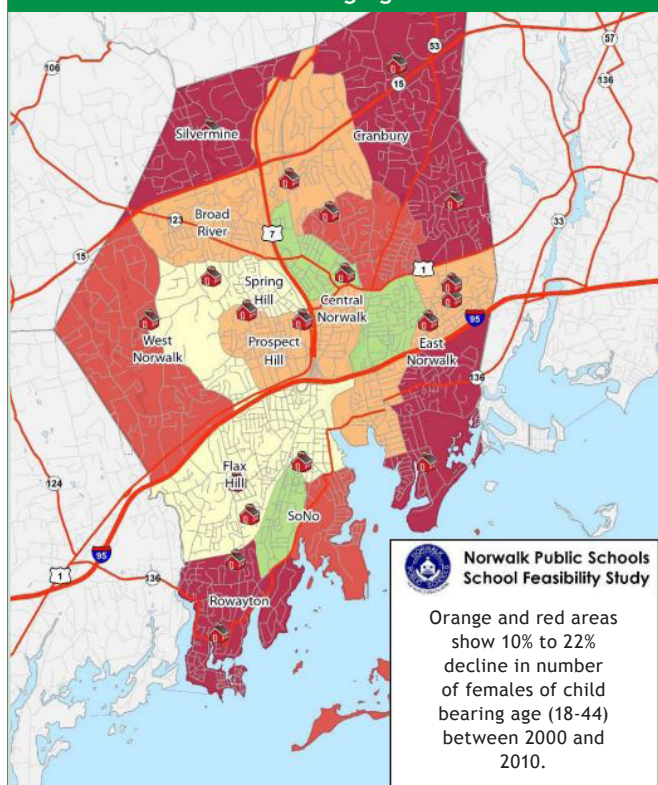 53
57
106
15
136
Silvermine
Cranbury
33
123
Broad
River
7
15
1
Spring
Hill
Central
Norwalk
95
West
Norwalk
Prospect
Hill
East
Norwalk
136
124
Flax
Hill
SoNo
95
1
136
Rowayton
Norwalk Public Schools
School Feasibility Study
Orange and red areas
show 10% to 22%
decline in number
of females of child
bearing age (18-44)
between 2000 and
2010.